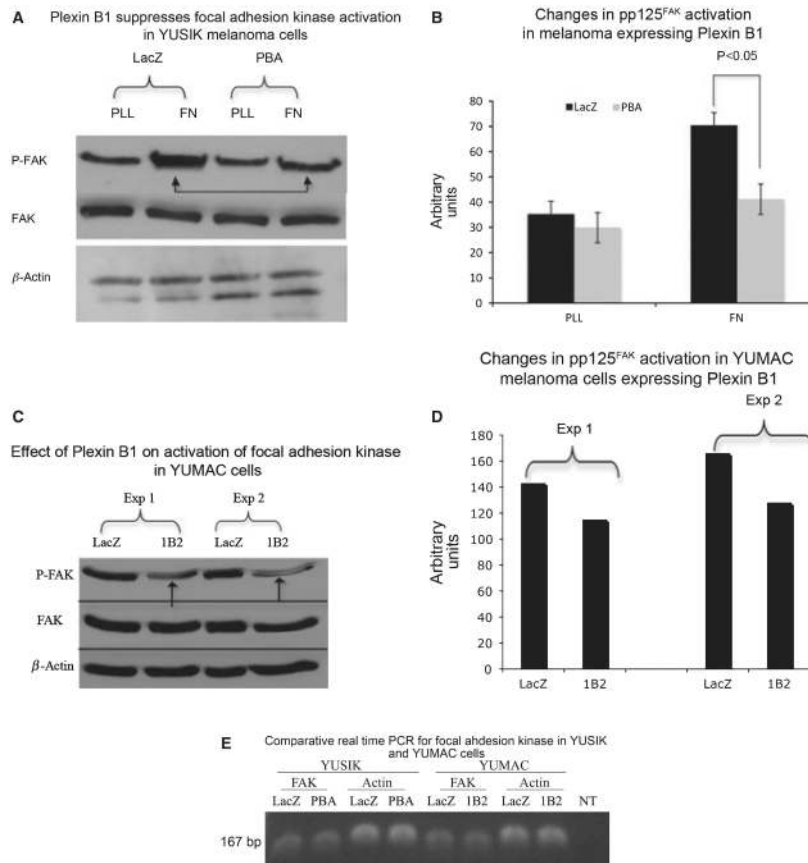 A
Plexin B1 suppresses focal adhesion kinase activation
in YUSIK melanoma cells
LacZ PBA
PLL FN PLL FN
P-FAK
FAK
β-Actin
B
Changes in pp125FAK activation
in melanoma expressing Plexin B1
P<0.05
LacZ PBA
80
70
60
50
40
30
20
10
0
Arbitrary
units
PLL FN
C
Effect of Plexin B1 on activation of focal adhesion kinase
in YUMAC cells
Exp 1 Exp 2
LacZ 1B2 LacZ 1B2
P-FAK
FAK
β-Actin
Changes in pp125FAK activation in YUMAC
melanoma cells expressing Plexin B1
D
Exp 1
Exp 2
180
160
140
120
100
80
60
40
20
0
Arbitrary
units
LacZ 1B2 LacZ 1B2
E
Comparative real time PCR for focal ahdesion kinase in YUSIK
and YUMAC cells
YUSIK YUMAC
FAK Actin FAK Actin
LacZ PBA LacZ PBA LacZ 1B2 LacZ 1B2 NT
167 bp